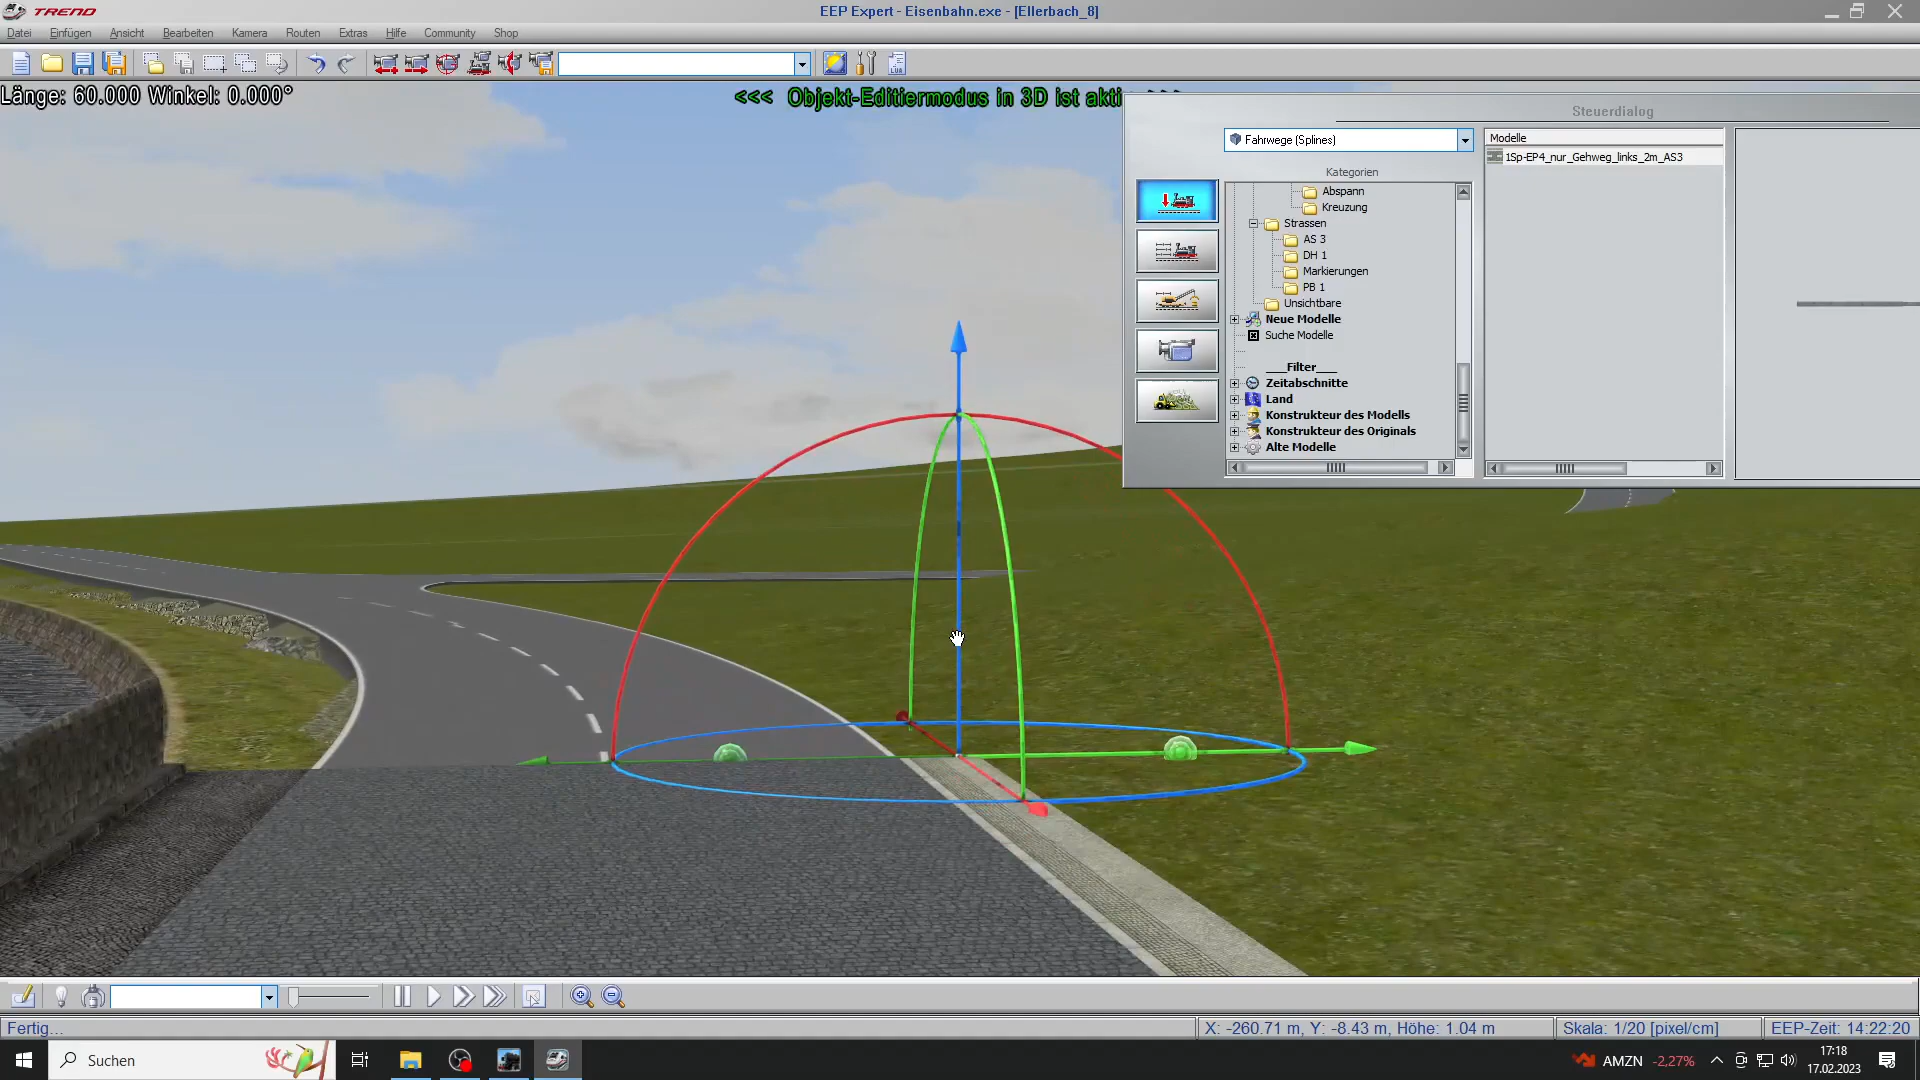 TREND
EEP Expert - Eisenbahn.exe - [Ellerbach_8]
Datei Einfügen Ansicht Bearbeiten Kamera Routen Extras Hilfe Community Shop
LUA
Länge: 60.000 Winkel: 0.000°
<<< Objekt-Editiermodus in 3D ist akti
Steuerdialog
Fahrwege (Splines)
Kategorien
Abspann
Kreuzung
Strassen
AS 3
DH 1
Markierungen
PB 1
Unsichtbare
Neue Modelle
Suche Modelle
___Filter___
Zeitabschnitte
Land
Konstrukteur des Modells
Konstrukteur des Originals
Alte Modelle
Modelle
1Sp-EP4_nur_Gehweg_links_2m_AS3
Fertig...
X: -260.71 m, Y: -8.43 m, Höhe: 1.04 m
Skala: 1/20 [pixel/cm]
EEP-Zeit: 14:22:20
Suchen
AMZN -2,27%
17:18
17.02.2023